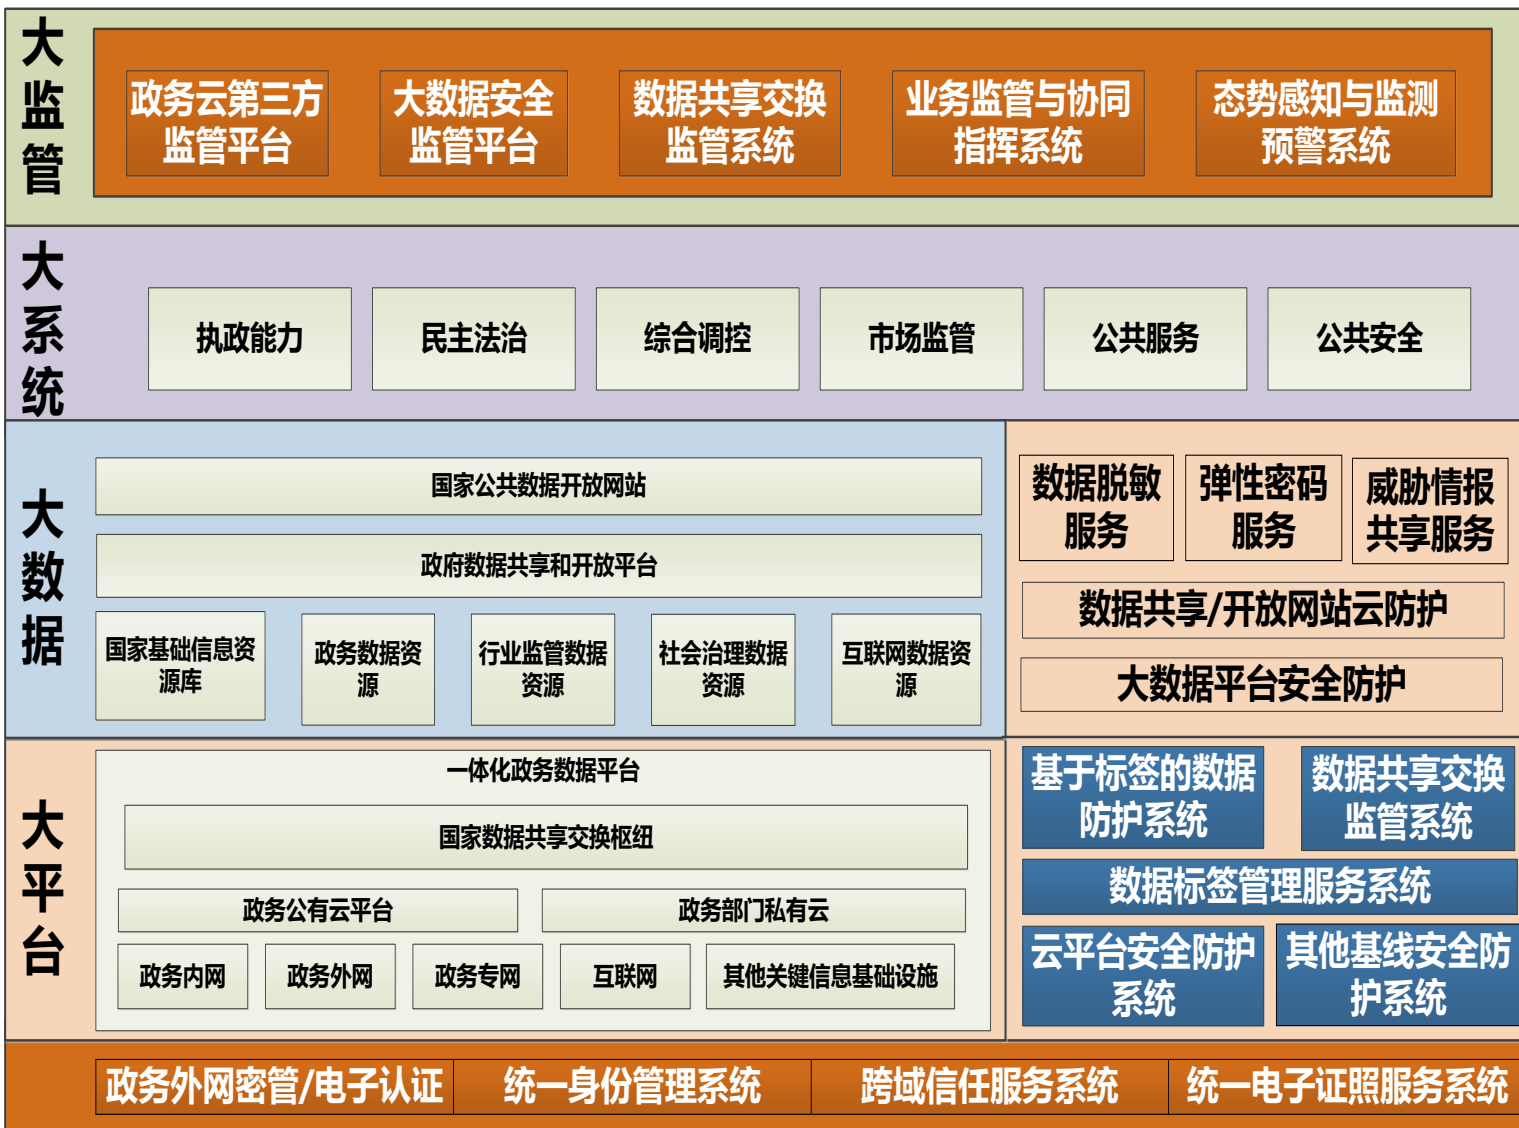 大监管
政务云第三方
监管平台
大数据安全
监管平台
数据共享交换
监管系统
业务监管与协同
指挥系统
态势感知与监测
预警系统
大系统
执政能力
民主法治
综合调控
市场监管
公共服务
公共安全
大数据
国家公共数据开放网站
政府数据共享和开放平台
国家基础信息资
源库
政务数据资
源
行业监管数据
资源
社会治理数据
资源
互联网数据资
源
数据脱敏
服务
弹性密码
服务
威胁情报
共享服务
数据共享/开放网站云防护
大数据平台安全防护
大平台
一体化政务数据平台
国家数据共享交换枢纽
政务公有云平台
政务部门私有云
政务内网
政务外网
政务专网
互联网
其他关键信息基础设施
基于标签的数据
防护系统
数据共享交换
监管系统
数据标签管理服务系统
云平台安全防护
系统
其他基线安全防
护系统
政务外网密管/电子认证
统一身份管理系统
跨域信任服务系统
统一电子证照服务系统